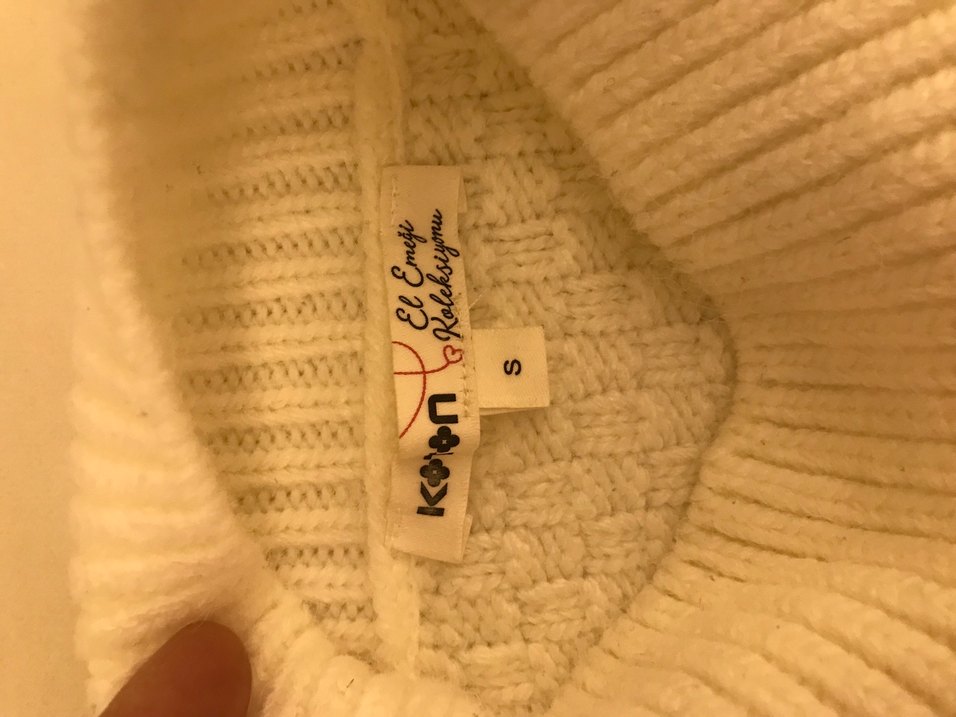 koton
El Emeği
Koleksiyonu
S